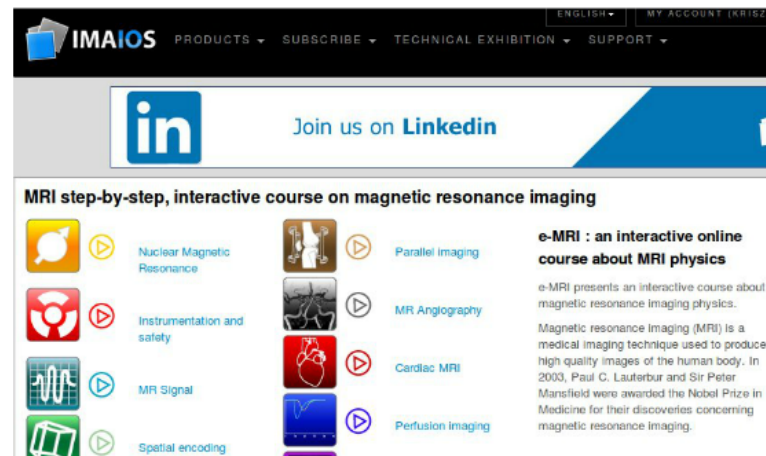 ENGLISH
MY ACCOUNT (KRISZ
IMAIOS PRODUCTS SUBSCRIBE TECHNICAL EXHIBITION SUPPORT
in
Join us on Linkedin
MRI step-by-step, interactive course on magnetic resonance imaging
Nuclear Magnetic
Resonance
Instrumentation and
safety
MR Signal
Spatial encoding
Parallel imaging
MR Angiography
Cardiac MRI
Perfusion imaging
e-MRI : an interactive online
course about MRI physics
e-MRI presents an interactive course about
magnetic resonance imaging physics.
Magnetic resonance imaging (MRI) is a
medical imaging technique used to produce
high quality images of the human body. In
2003, Paul C. Lauterbur and Sir Peter
Mansfield were awarded the Nobel Prize in
Medicine for their discoveries concerning
magnetic resonance imaging.